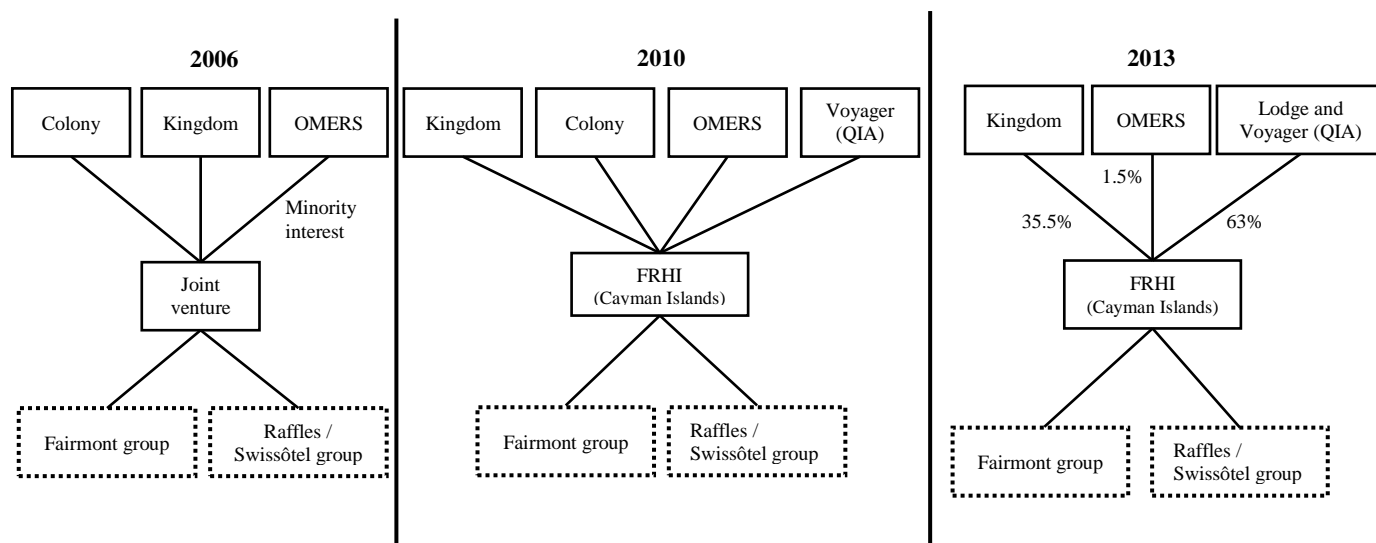 2006
Colony
Kingdom
OMERS
Minority
interest
Joint
venture
Fairmont group
Raffles /
Swissôtel group
2010
Kingdom
Colony
OMERS
Voyager
(QIA)
FRHI
(Cayman Islands)
Fairmont group
Raffles /
Swissôtel group
2013
Kingdom
OMERS
Lodge and
Voyager (QIA)
1.5%
35.5%
63%
FRHI
(Cayman Islands)
Fairmont group
Raffles /
Swissôtel group